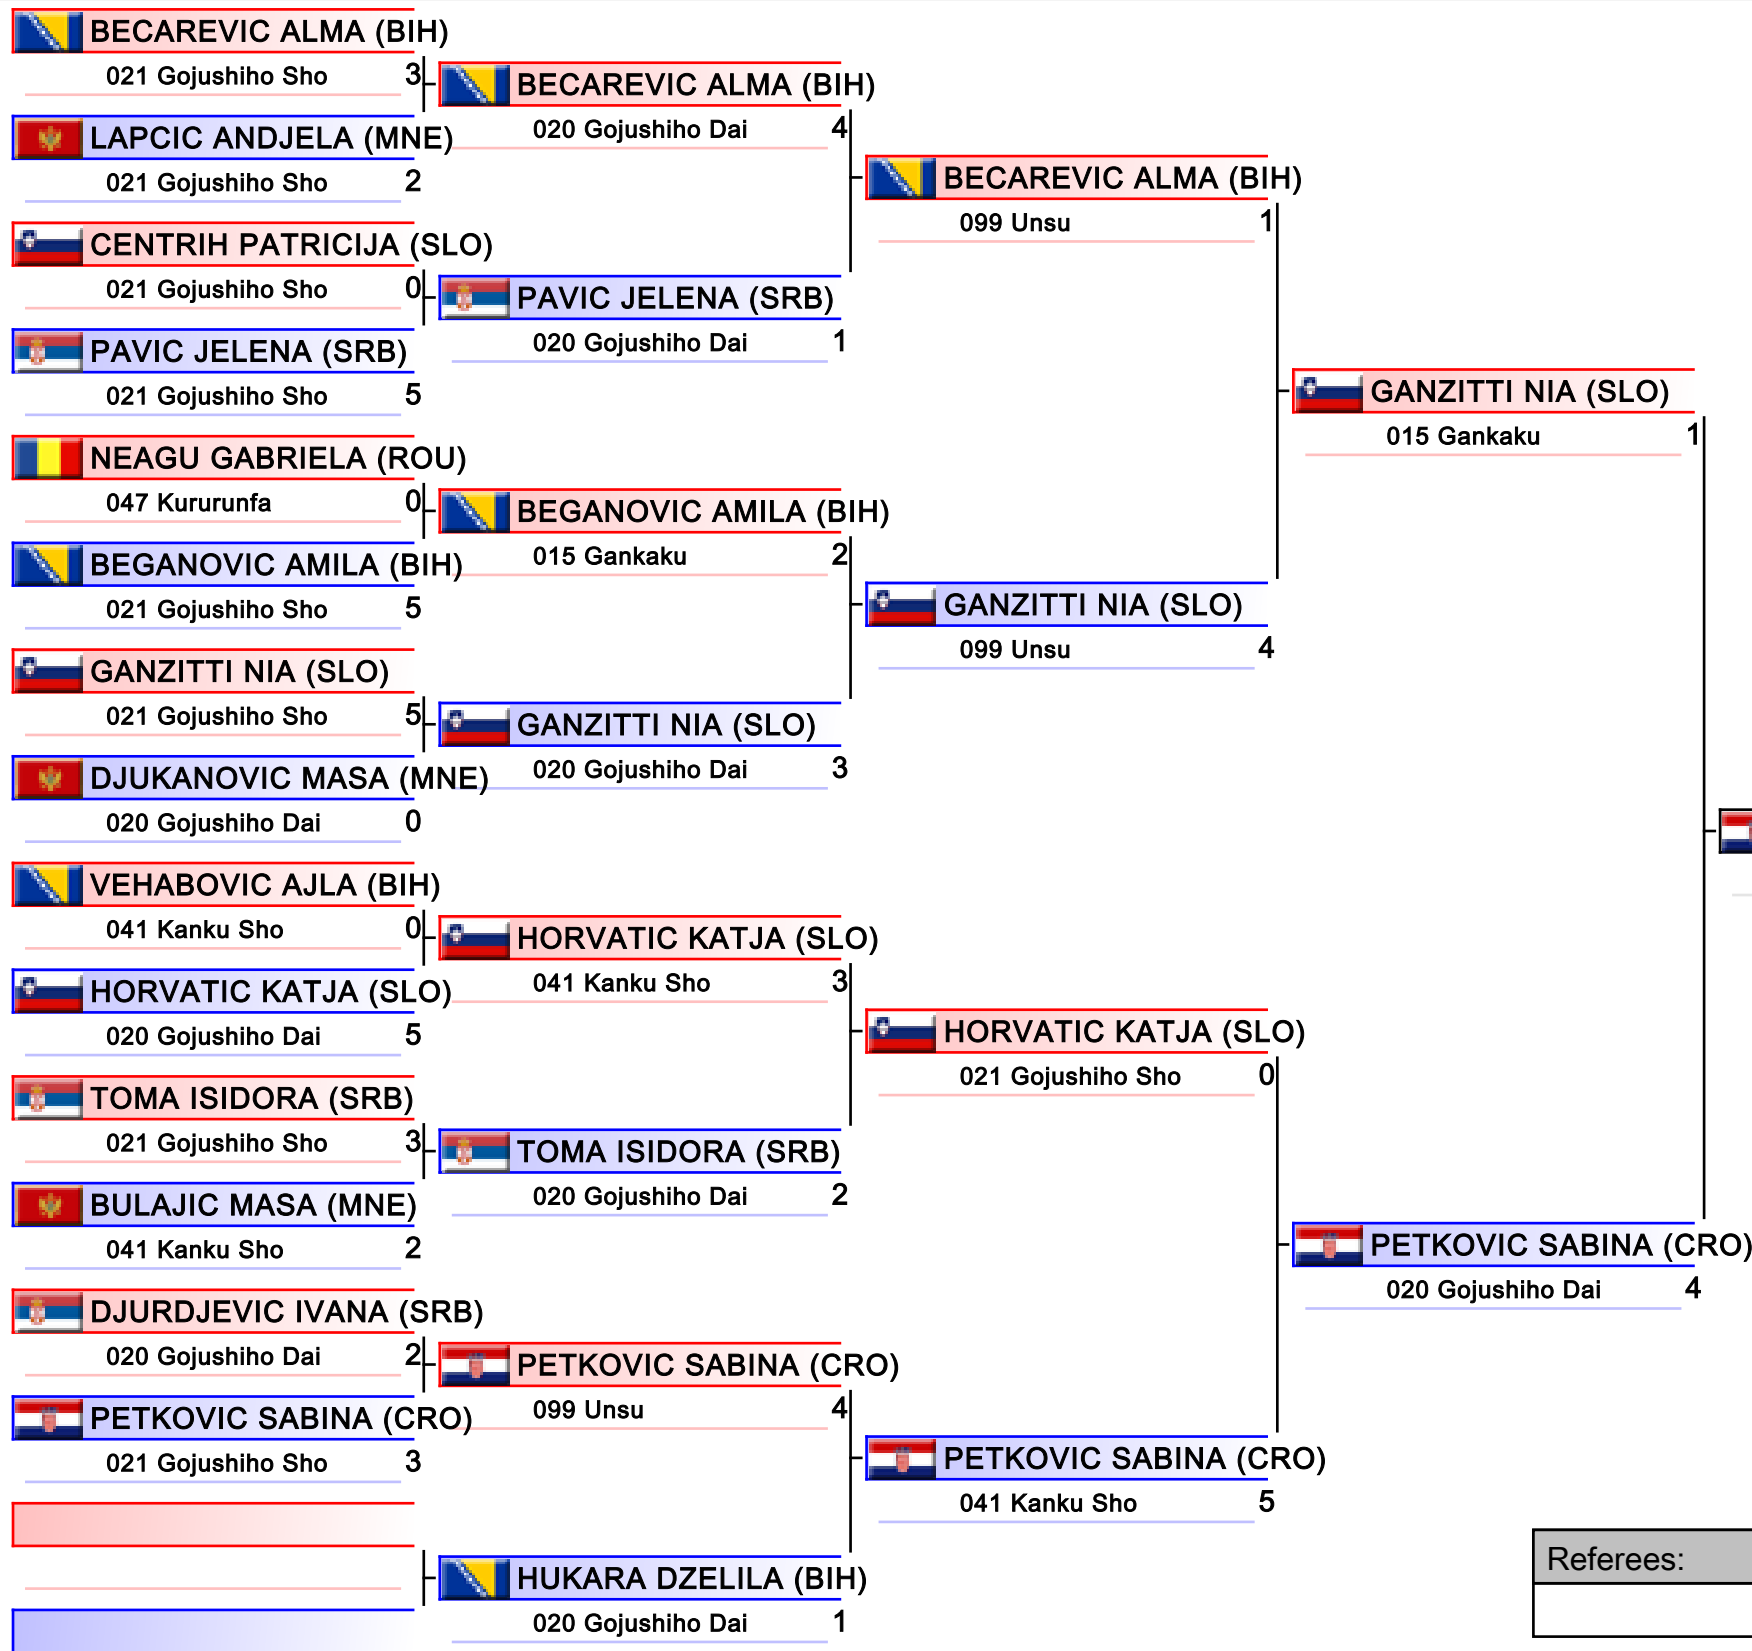 BECAREVIC ALMA (BIH)
021 Gojushiho Sho 3
LAPCIC ANDJELA (MNE)
021 Gojushiho Sho 2
CENTRIH PATRICIJA (SLO)
021 Gojushiho Sho 0
PAVIC JELENA (SRB)
021 Gojushiho Sho 5
NEAGU GABRIELA (ROU)
047 Kururunfa 0
BEGANOVIC AMILA (BIH)
021 Gojushiho Sho 5
GANZITTI NIA (SLO)
021 Gojushiho Sho 5
DJUKANOVIC MASA (MNE)
020 Gojushiho Dai 0
VEHABOVIC AJLA (BIH)
041 Kanku Sho 0
HORVATIC KATJA (SLO)
020 Gojushiho Dai 5
TOMA ISIDORA (SRB)
021 Gojushiho Sho 3
BULAJIC MASA (MNE)
041 Kanku Sho 2
DJURDJEVIC IVANA (SRB)
020 Gojushiho Dai 2
PETKOVIC SABINA (CRO)
021 Gojushiho Sho 3
BECAREVIC ALMA (BIH)
020 Gojushiho Dai 4
PAVIC JELENA (SRB)
020 Gojushiho Dai 1
BEGANOVIC AMILA (BIH)
015 Gankaku 2
GANZITTI NIA (SLO)
020 Gojushiho Dai 3
HORVATIC KATJA (SLO)
041 Kanku Sho 3
TOMA ISIDORA (SRB)
020 Gojushiho Dai 2
PETKOVIC SABINA (CRO)
099 Unsu 4
HUKARA DZELILA (BIH)
020 Gojushiho Dai 1
BECAREVIC ALMA (BIH)
099 Unsu 1
GANZITTI NIA (SLO)
099 Unsu 4
HORVATIC KATJA (SLO)
021 Gojushiho Sho 0
PETKOVIC SABINA (CRO)
041 Kanku Sho 5
GANZITTI NIA (SLO)
015 Gankaku 1
PETKOVIC SABINA (CRO)
020 Gojushiho Dai 4
Referees: